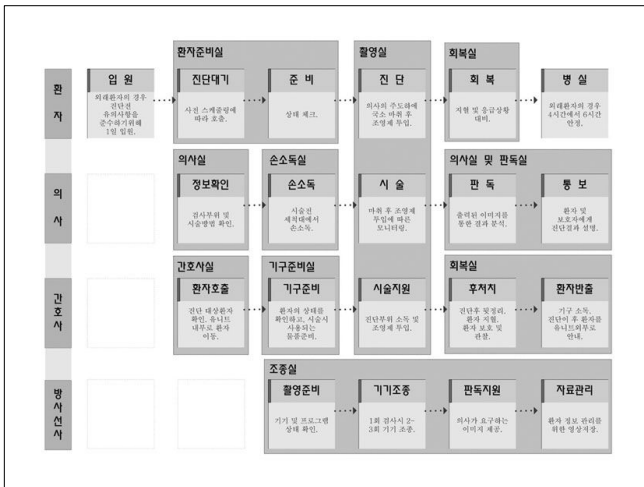 환자준비실
촬영실
회복실
환자
입 원
외래환자의 경우
진단전
유의사항을
준수하기위해
1일 입원.
진단대기
사전 스케쥴링에
따라 호출.
준 비
상태 체크.
진 단
의사의 주도하에
국소 마취 후
조영제 투입.
회 복
지혈 및 응급상황
대비.
병 실
외래환자의 경우
4시간에서 6시간
안정.
의사실
손소독실
의사실 및 판독실
의사
정보확인
검사부위 및
시술방법 확인.
손소독
시술전
세척대에서
손소독.
시 술
마취 후 조영제
투입에 따른
모니터링.
판 독
출력된 이미지를
통한 결과 분석.
통 보
환자 및
보호자에게
진단결과 설명.
간호사실
기구준비실
회복실
간호사
환자호출
진단 대상환자
확인. 유니트
내부로 환자
이동.
기구준비
환자의 상태를
확인하고, 시술시
사용되는
물품준비.
시술지원
진단부위 소독 및
조영제 투입.
후처치
진단후 뒷정리.
환자 지혈.
환자 보호 및
관찰.
환자반출
기구 소독.
진단이 후 환자를
유니트외부로
안내.
조종실
방사선사
촬영준비
기기 및 프로그램
상태 확인.
기기조종
1회 검사시 2~
3회 기기 조종.
판독지원
의사가 요구하는
이미지 제공.
자료관리
환자 정보 관리를
위한 영상저장.